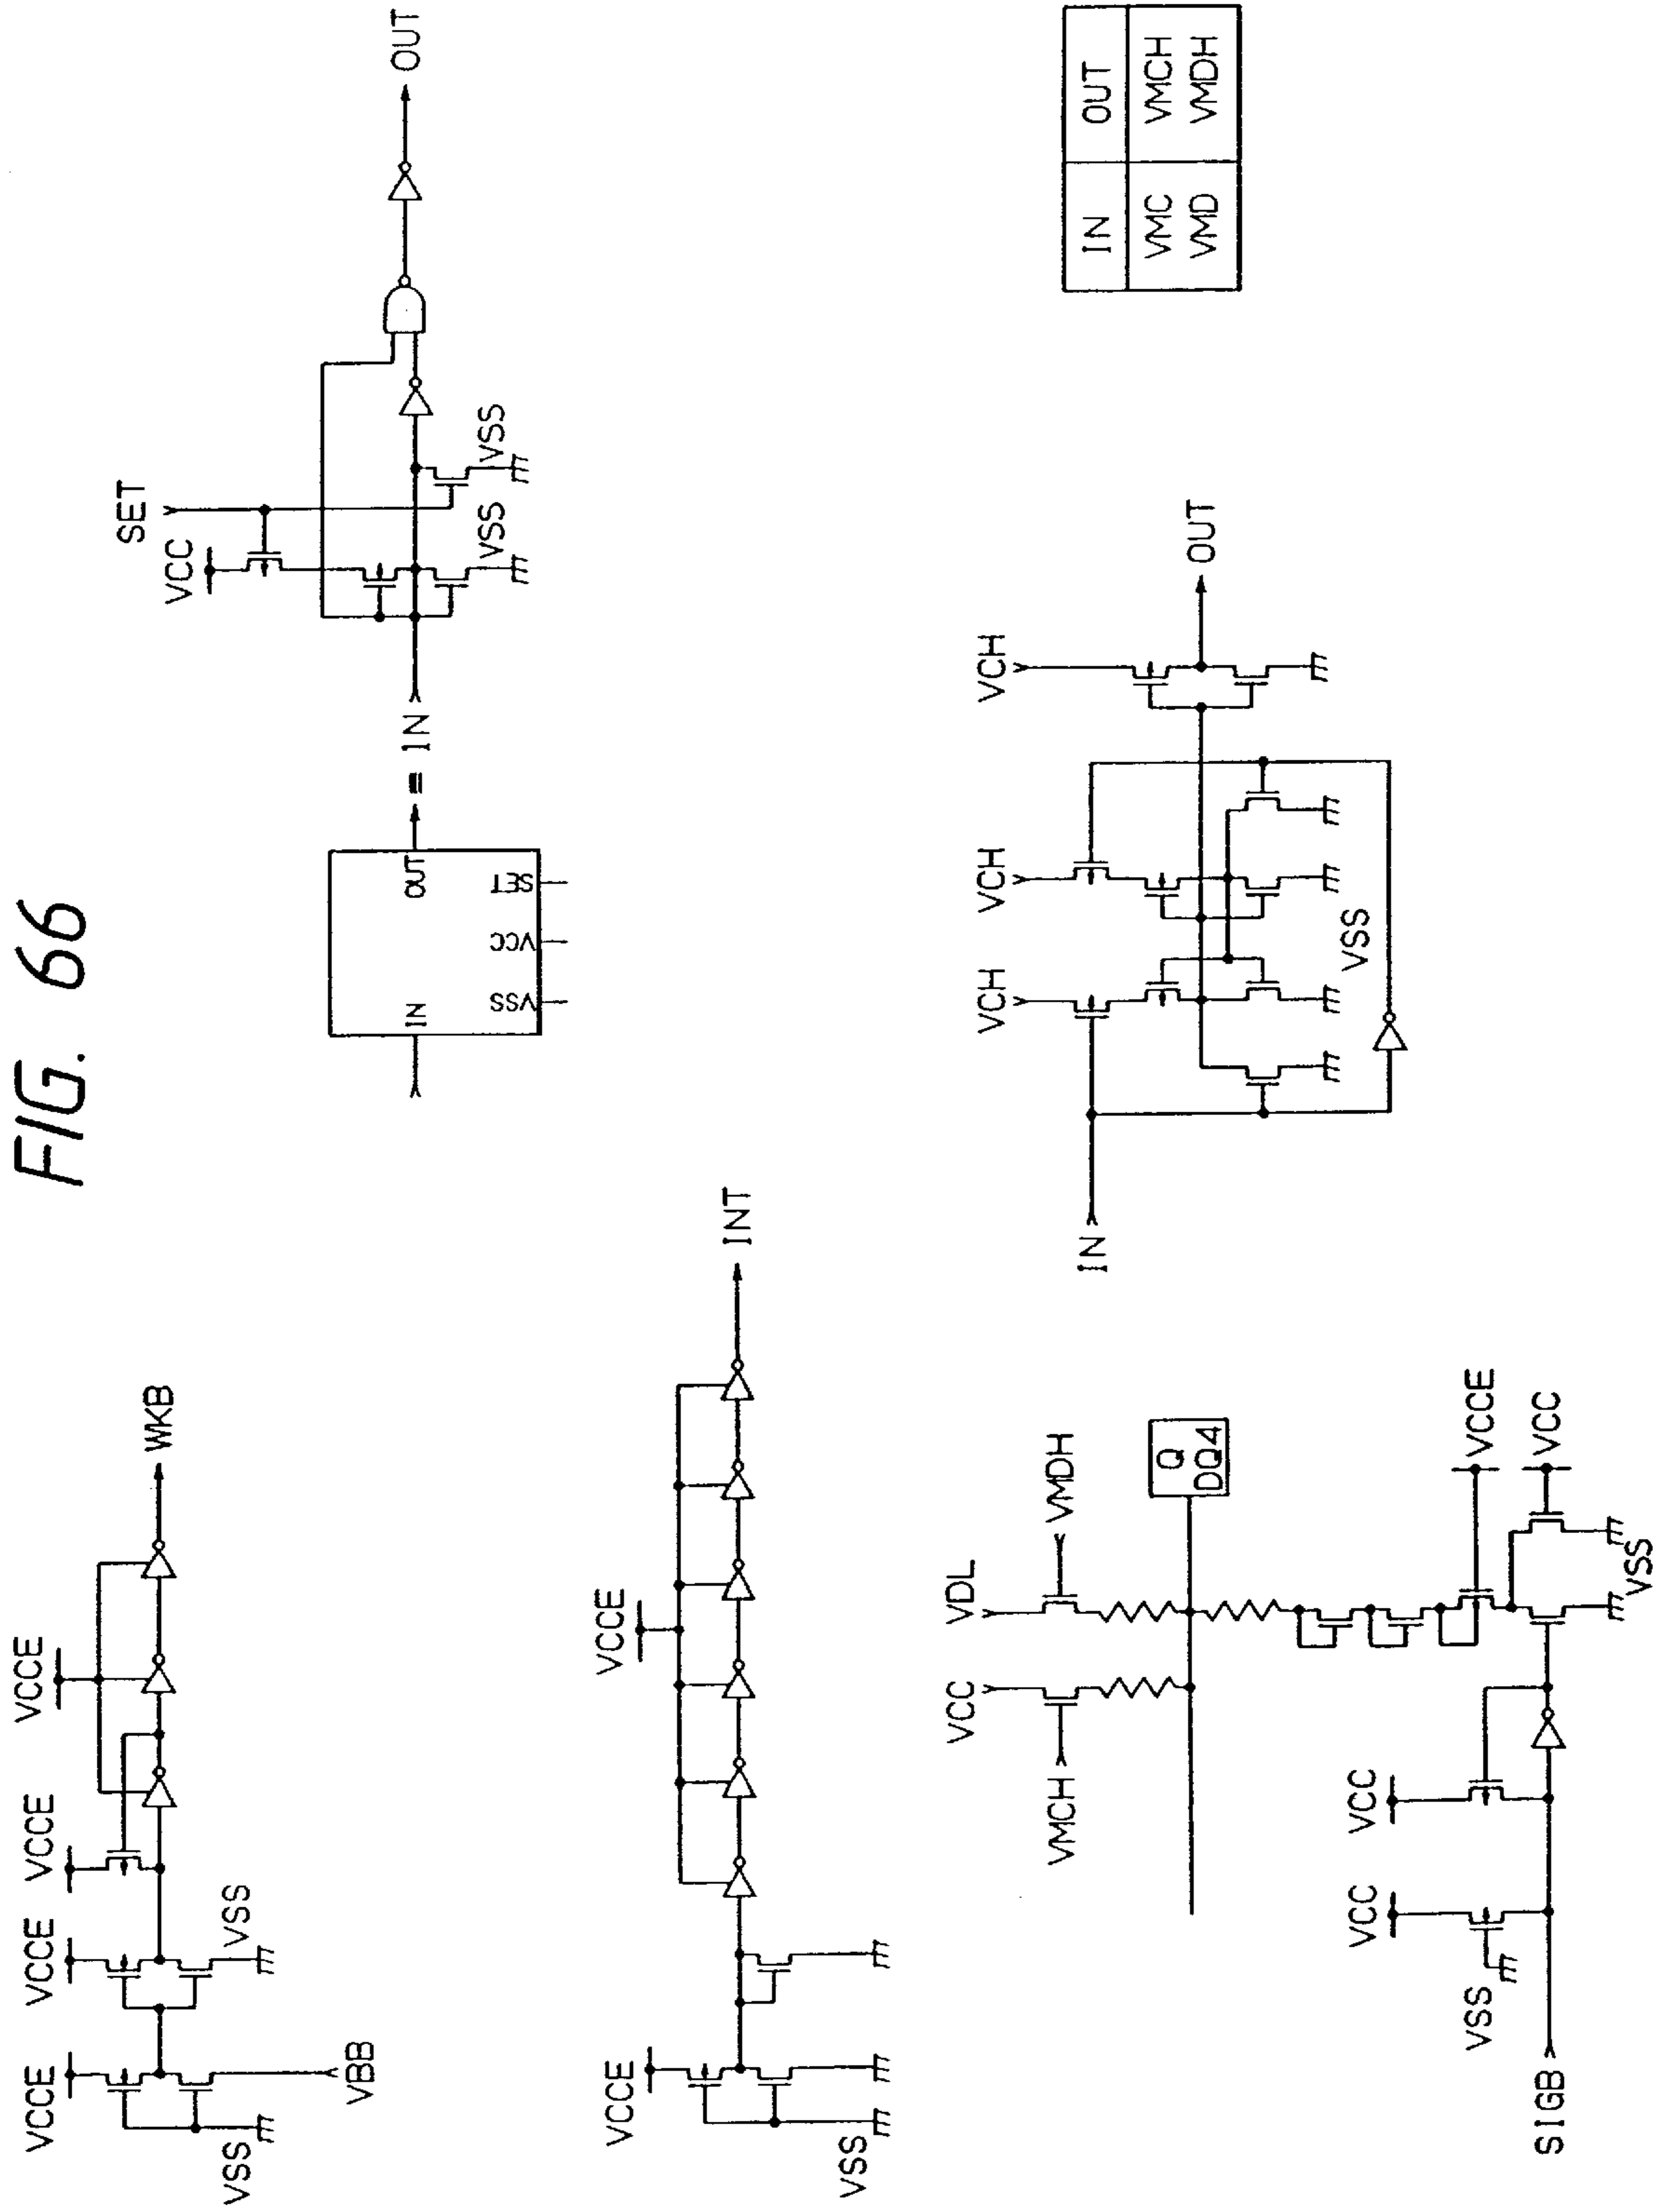 FIG. 66
VCCE
VCCE
VCCE
VCCE
WKB
VSS
VSS
VBB
IN
OUT
VSS
VCC
SET
≡
IN
VCC
SET
VSS
VSS
OUT
VCCE
VCCE
VSS
INT
IN
VCH
VCH
VCH
VSS
OUT
IN OUT
VMC VMCH
VMD VMDH
VCC
VDL
VMCH
VMDH
Q
DQ4
VCC
VCC
VSS
SIGB
VCCE
VCC
VSS